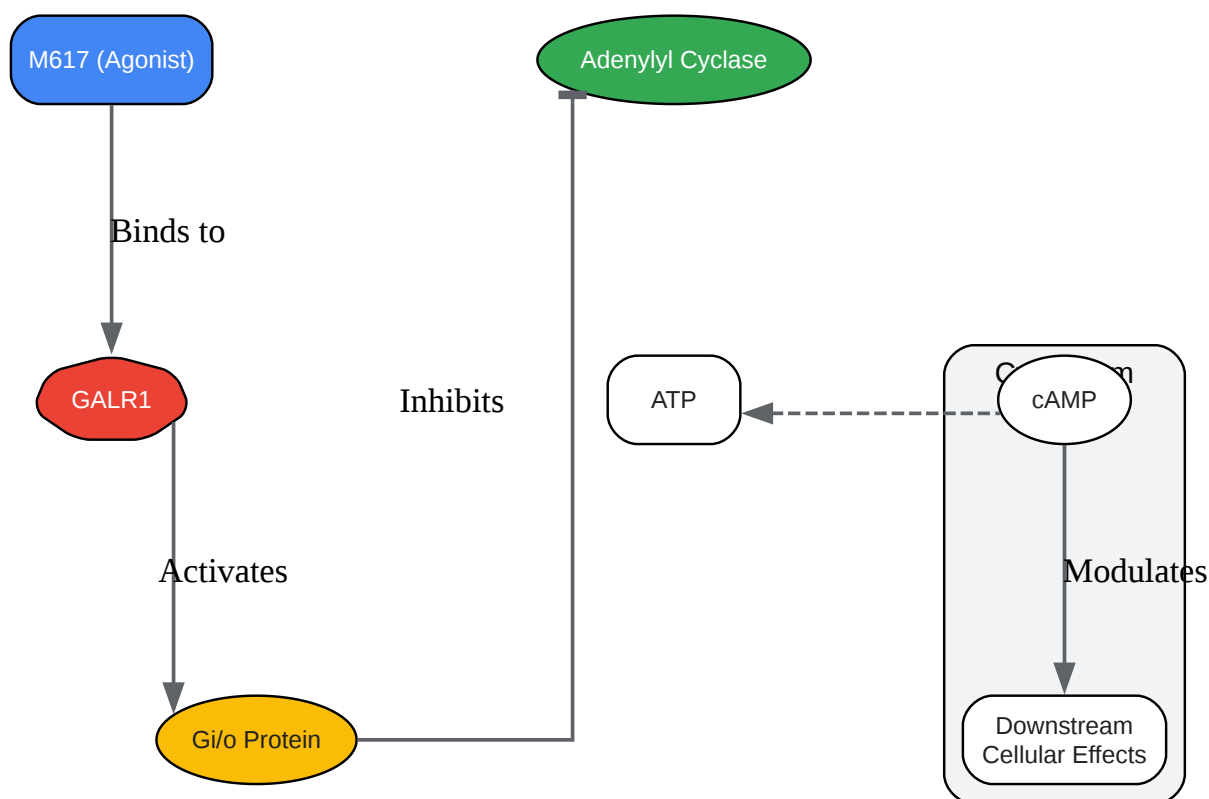 M617 (Agonist)
Adenylyl Cyclase
Binds to
GALR1
Inhibits
ATP
cAMP
Activates
Modulates
Gi/o Protein
Downstream
Cellular Effects